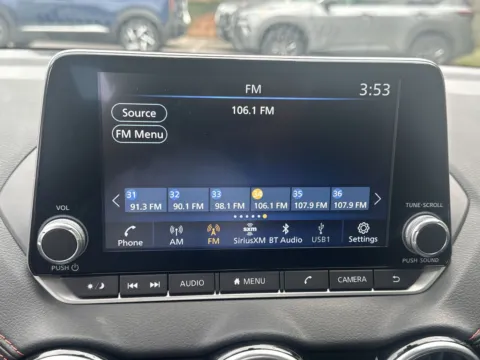 FM
3:53
Source
106.1 FM
FM Menu
31 32 33 34 35 36
91.3 FM 90.1 FM 98.1 FM 106.1 FM 107.9 FM 107.9 FM
VOL
TUNE·SCROLL
Phone AM FM SiriusXM BT Audio USB1 Settings
PUSH
PUSH·SOUND
AUDIO MENU CAMERA